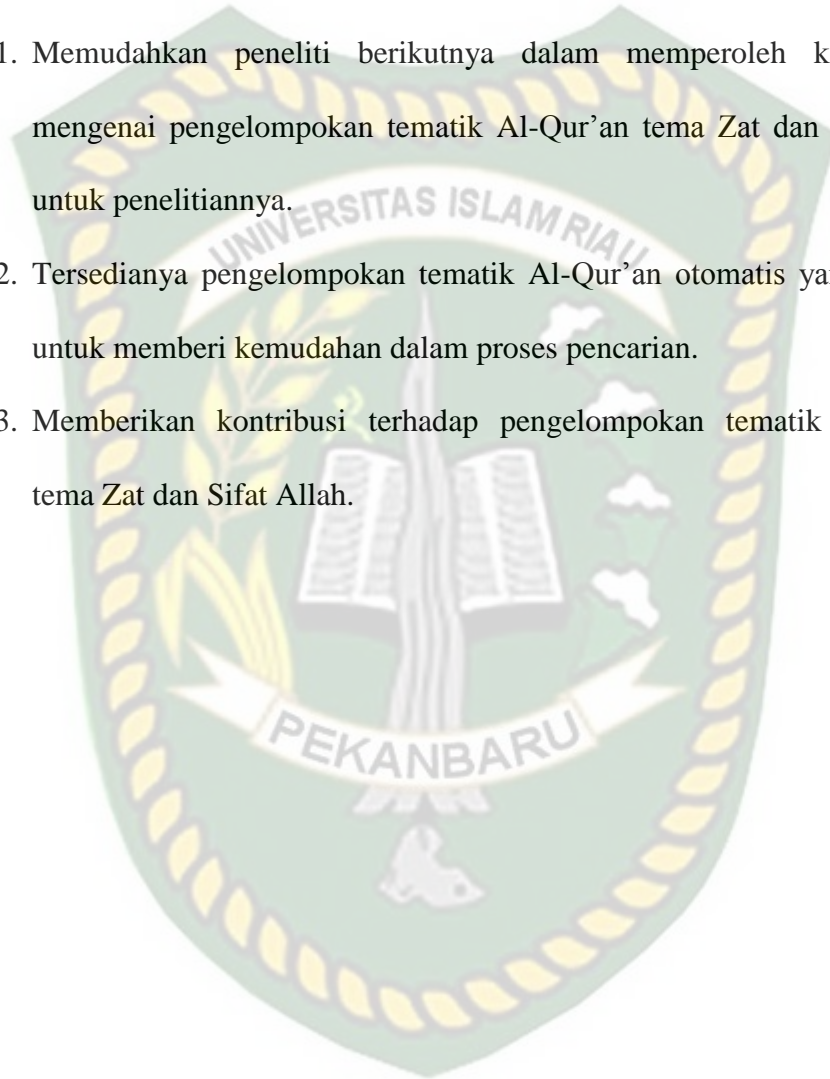 1. Memudahkan peneliti berikutnya dalam memperoleh
mengenai pengelompokan tematik Al-Qur’an tema Zat dan
untuk penelitiannya.
UNIVERSITAS ISLAM RIAU
2. Tersedianya pengelompokan tematik Al-Qur’an otomatis
untuk memberi kemudahan dalam proses pencarian.
3. Memberikan kontribusi terhadap pengelompokan tematik
tema Zat dan Sifat Allah.
PEKANBARU